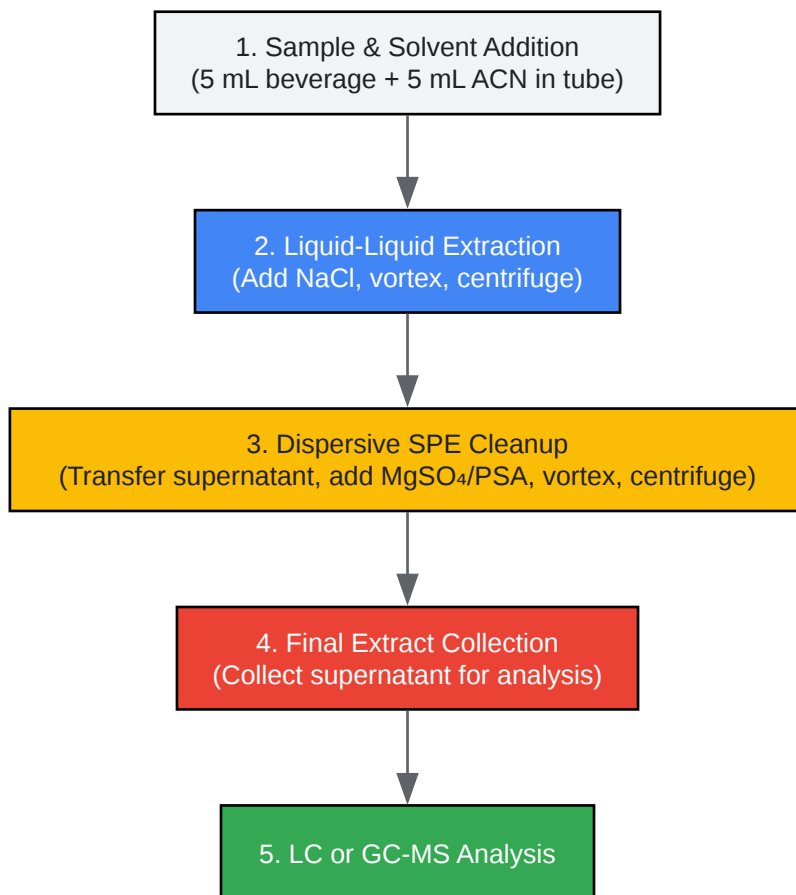 1. Sample & Solvent Addition
(5 mL beverage + 5 mL ACN in tube)
2. Liquid-Liquid Extraction
(Add NaCl, vortex, centrifuge)
3. Dispersive SPE Cleanup
(Transfer supernatant, add MgSO₄/PSA, vortex, centrifuge)
4. Final Extract Collection
(Collect supernatant for analysis)
5. LC or GC-MS Analysis